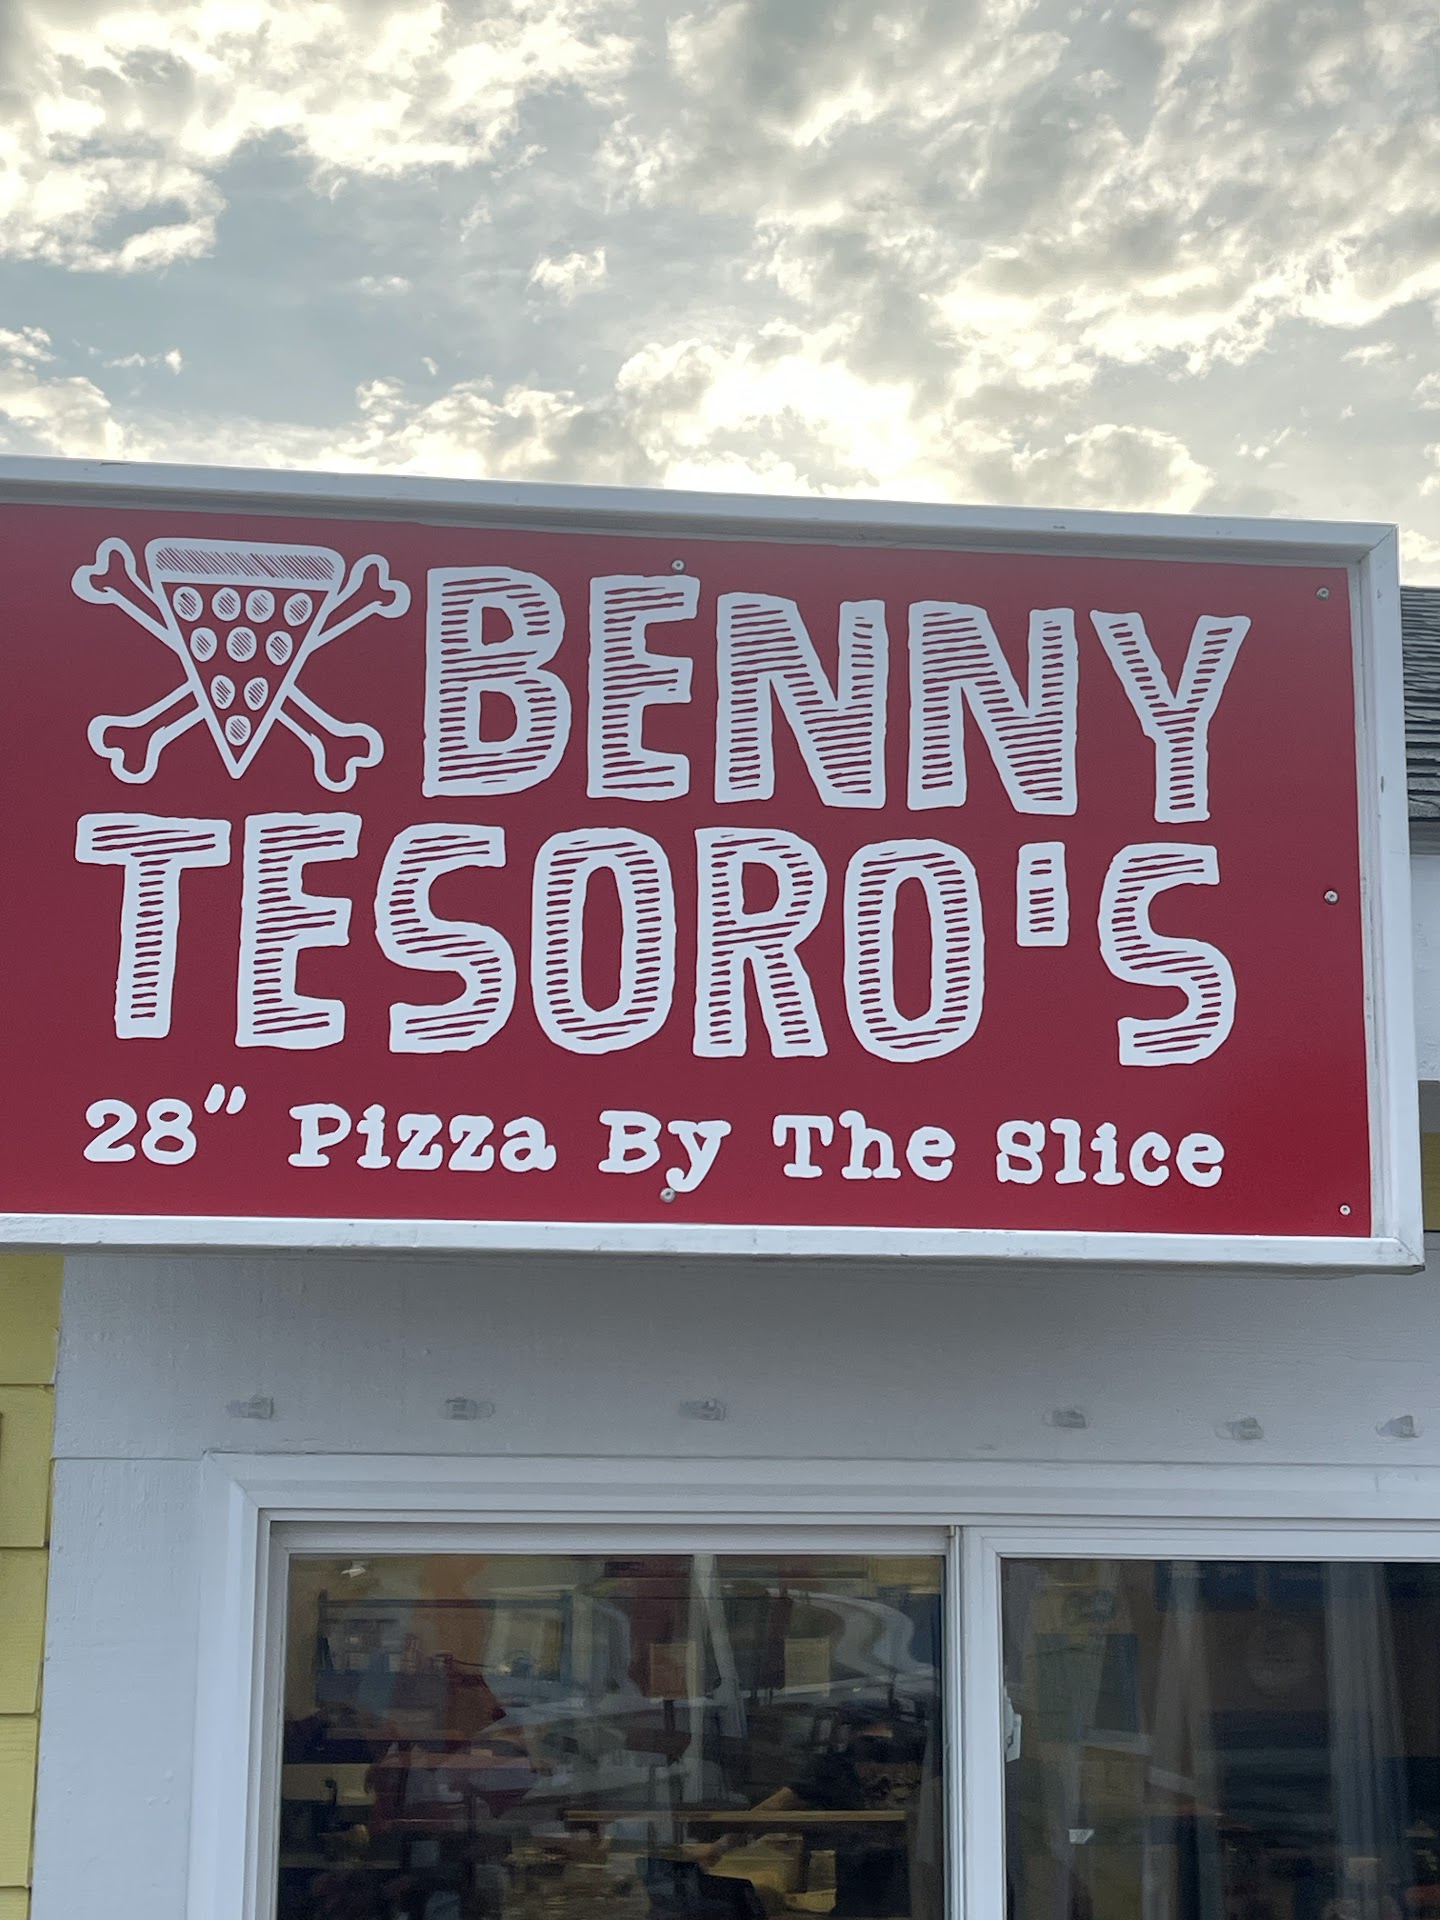 BENNY
TESORO'S
28" Pizza By The Slice